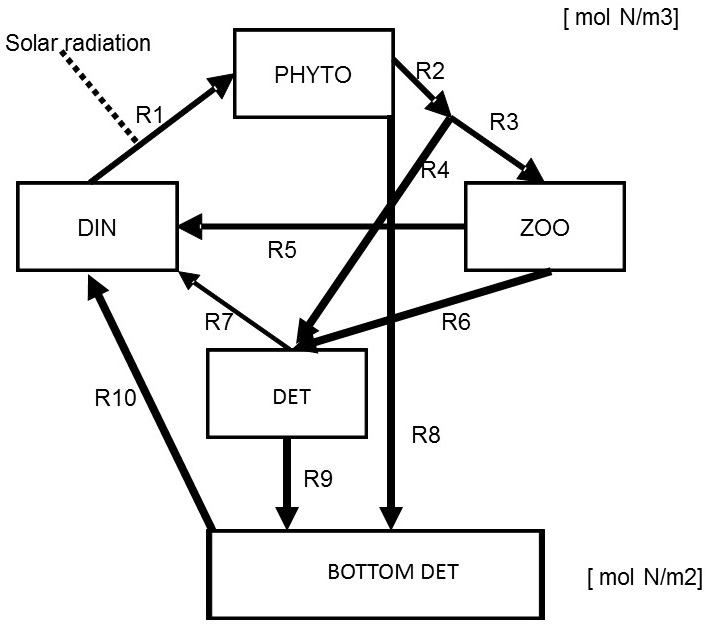 [ mol N/m3]
Solar radiation
PHYTO
R2
R1
R3
R4
DIN
ZOO
R5
R7
R6
DET
R10
R8
R9
BOTTOM DET
[ mol N/m2]